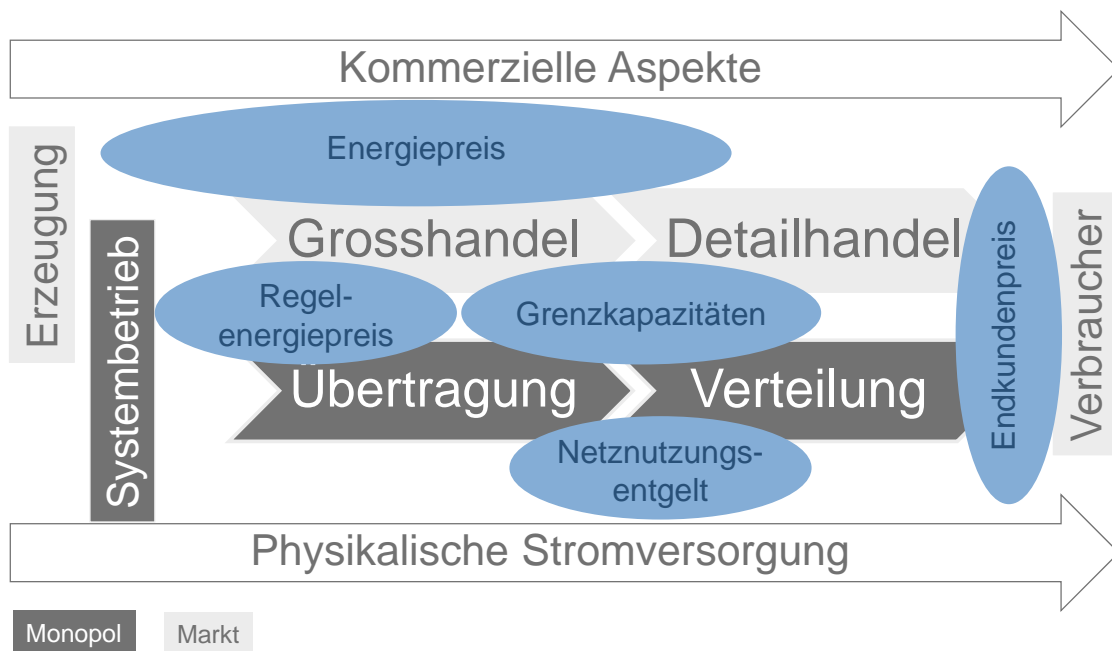 Kommerzielle Aspekte
Energiepreis
Erzeugung
Systembetrieb
Grosshandel
Detailhandel
Regel-
energiepreis
Grenzkapazitäten
Übertragung
Verteilung
Netznutzungs-
entgelt
Endkundenpreis
Verbraucher
Physikalische Stromversorgung
Monopol
Markt